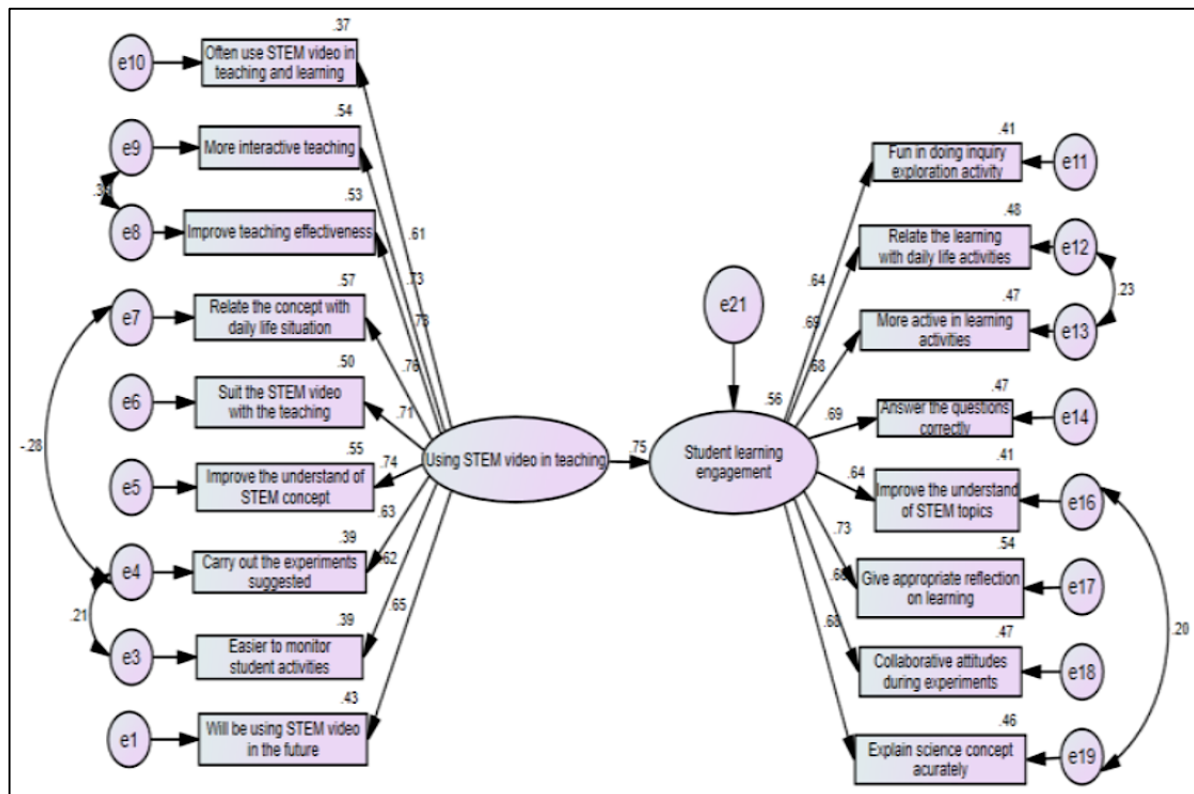 .37
e10
Often use STEM video in
teaching and learning
.54
e9
More interactive teaching
.53
e8
Improve teaching effectiveness
.57
e7
Relate the concept with
daily life situation
.50
e6
Suit the STEM video
with the teaching
.55
e5
Improve the understand of
STEM concept
.39
e4
Carry out the experiments
suggested
.39
e3
Easier to monitor
student activities
.43
e1
Will be using STEM video
in the future
-.28
.21
.61
.73
.76
.71
.74
.63
.62
.65
Using STEM video in teaching
.75
e21
.56
Student learning
engagement
.64
.69
.68
.69
.64
.73
.68
.41
Fun in doing inquiry
exploration activity
e11
.48
Relate the learning
with daily life activities
e12
.47
More active in learning
activities
e13
.23
.47
Answer the questions
correctly
e14
.41
Improve the understand
of STEM topics
e16
.54
Give appropriate reflection
on learning
e17
.47
Collaborative attitudes
during experiments
e18
.46
Explain science concept
acurately
e19
.20